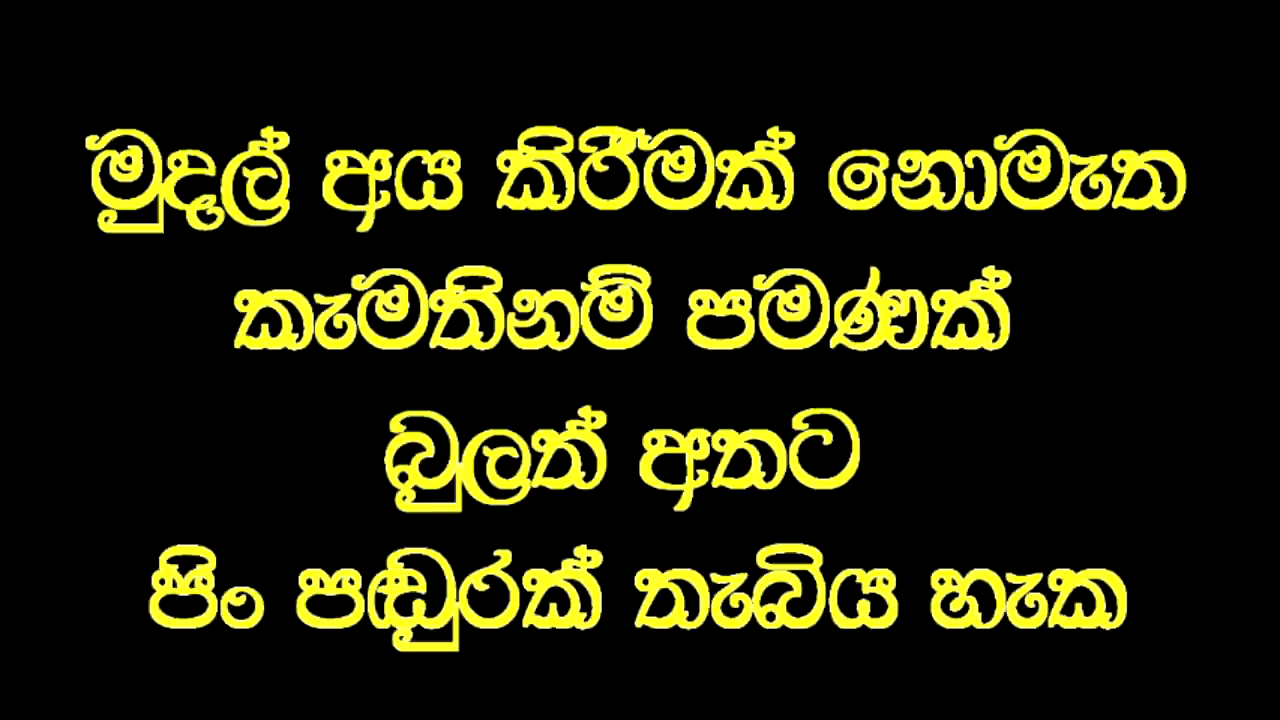 මුදල් අය කිරීමක් නොමැත
කැමතිනම් පමණක්
බුලත් අතට
පිං පඬුරක් තැබිය හැක